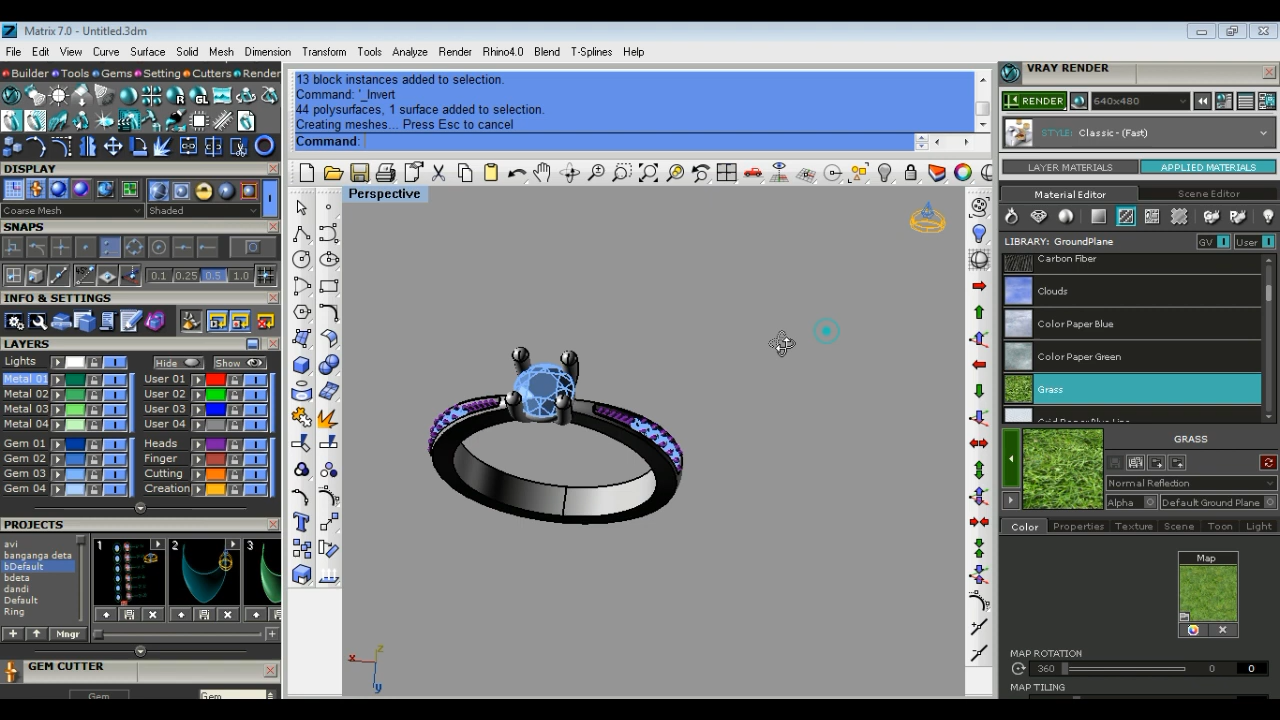 Matrix 7.0 - Untitled.3dm
File Edit View Curve Surface Solid Mesh Dimension Transform Tools Analyze Render Rhino4.0 Blend T-Splines Help
Builder Tools Gems Setting Cutters Render
13 block instances added to selection.
Command: '_Invert
44 polysurfaces, 1 surface added to selection.
Creating meshes... Press Esc to cancel
Command:
VRAY RENDER
RENDER 640x480
STYLE: Classic - (Fast)
LAYER MATERIALS APPLIED MATERIALS
Material Editor Scene Editor
LIBRARY: GroundPlane GV User
Carbon Fiber
Clouds
Color Paper Blue
Color Paper Green
Grass
GRASS
Normal Reflection
Alpha Default Ground Plane
Color Properties Texture Scene Toon Light
Map
MAP ROTATION
360 0 0
MAP TILING
DISPLAY
Coarse Mesh Shaded
SNAPS
0.1 0.25 0.5 1.0
INFO & SETTINGS
LAYERS
Lights Hide Show
Metal 01 User 01
Metal 02 User 02
Metal 03 User 03
Metal 04 User 04
Gem 01 Heads
Gem 02 Finger
Gem 03 Cutting
Gem 04 Creation
PROJECTS
avi
banganga deta
bDefault
bdeta
dandi
Default
Ring
1 2 3
Mngr
GEM CUTTER
Gem Gem
Perspective
x z y